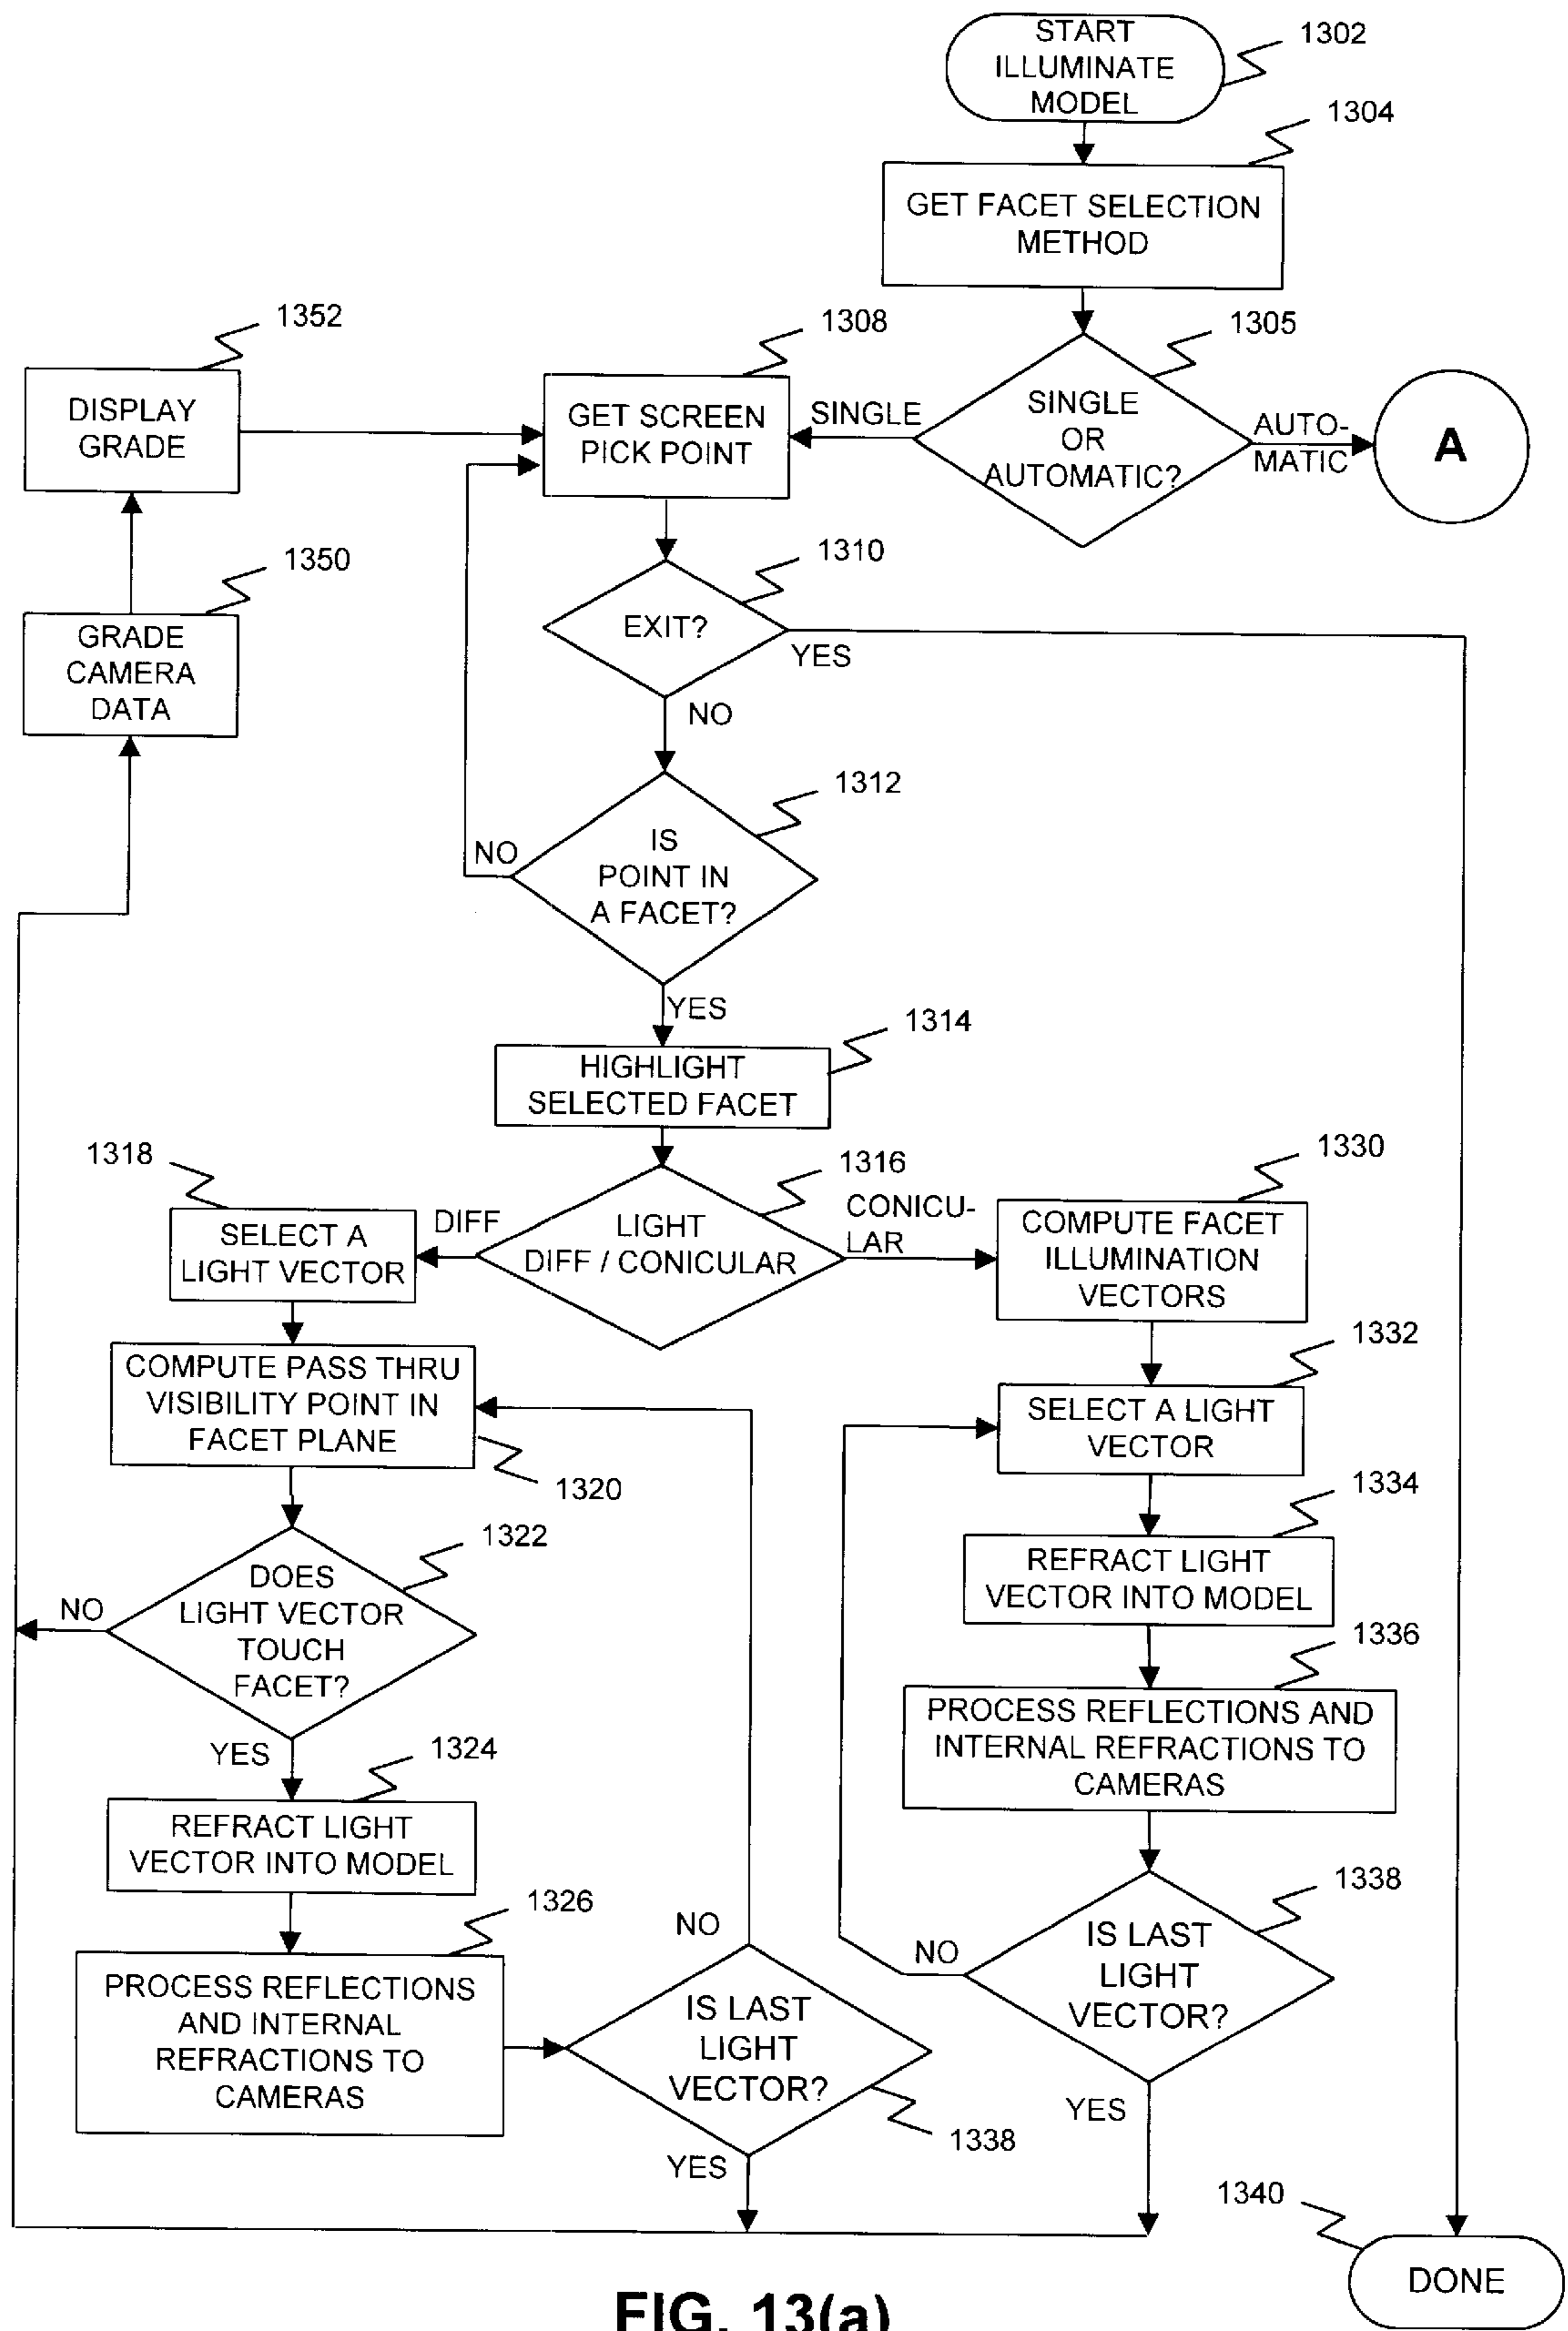 START
ILLUMINATE
MODEL
1302
1304
GET FACET SELECTION
METHOD
1305
SINGLE
OR
AUTOMATIC?
SINGLE
AUTO-
MATIC
A
1308
GET SCREEN
PICK POINT
1352
DISPLAY
GRADE
1350
GRADE
CAMERA
DATA
1310
EXIT?
YES
NO
1312
IS
POINT IN
A FACET?
NO
YES
1314
HIGHLIGHT
SELECTED FACET
1316
LIGHT
DIFF / CONICULAR
DIFF
CONICU-
LAR
1318
SELECT A
LIGHT VECTOR
COMPUTE PASS THRU
VISIBILITY POINT IN
FACET PLANE
1320
1322
DOES
LIGHT VECTOR
TOUCH
FACET?
NO
YES
1324
REFRACT LIGHT
VECTOR INTO MODEL
1326
PROCESS REFLECTIONS
AND INTERNAL
REFRACTIONS TO
CAMERAS
NO
IS LAST
LIGHT
VECTOR?
1338
YES
1330
COMPUTE FACET
ILLUMINATION
VECTORS
1332
SELECT A LIGHT
VECTOR
1334
REFRACT LIGHT
VECTOR INTO MODEL
1336
PROCESS REFLECTIONS AND
INTERNAL REFRACTIONS TO
CAMERAS
1338
IS LAST
LIGHT
VECTOR?
NO
YES
1340
DONE
FIG. 13(a)